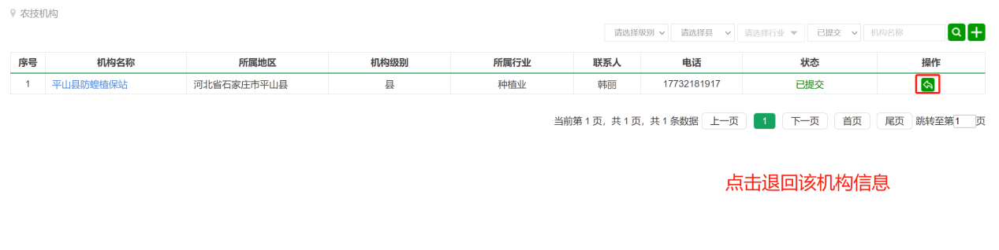 农技机构
请选择级别 请选择县 请选择行业 已提交 机构名称
序号 机构名称 所属地区 机构级别 所属行业 联系人 电话 状态 操作
1 平山县防蝗植保站 河北省石家庄市平山县 县 种植业 韩丽 17732181917 已提交
当前第 1 页, 共 1 页, 共 1 条数据 上一页 1 下一页 首页 尾页 跳转至第1 页
点击退回该机构信息